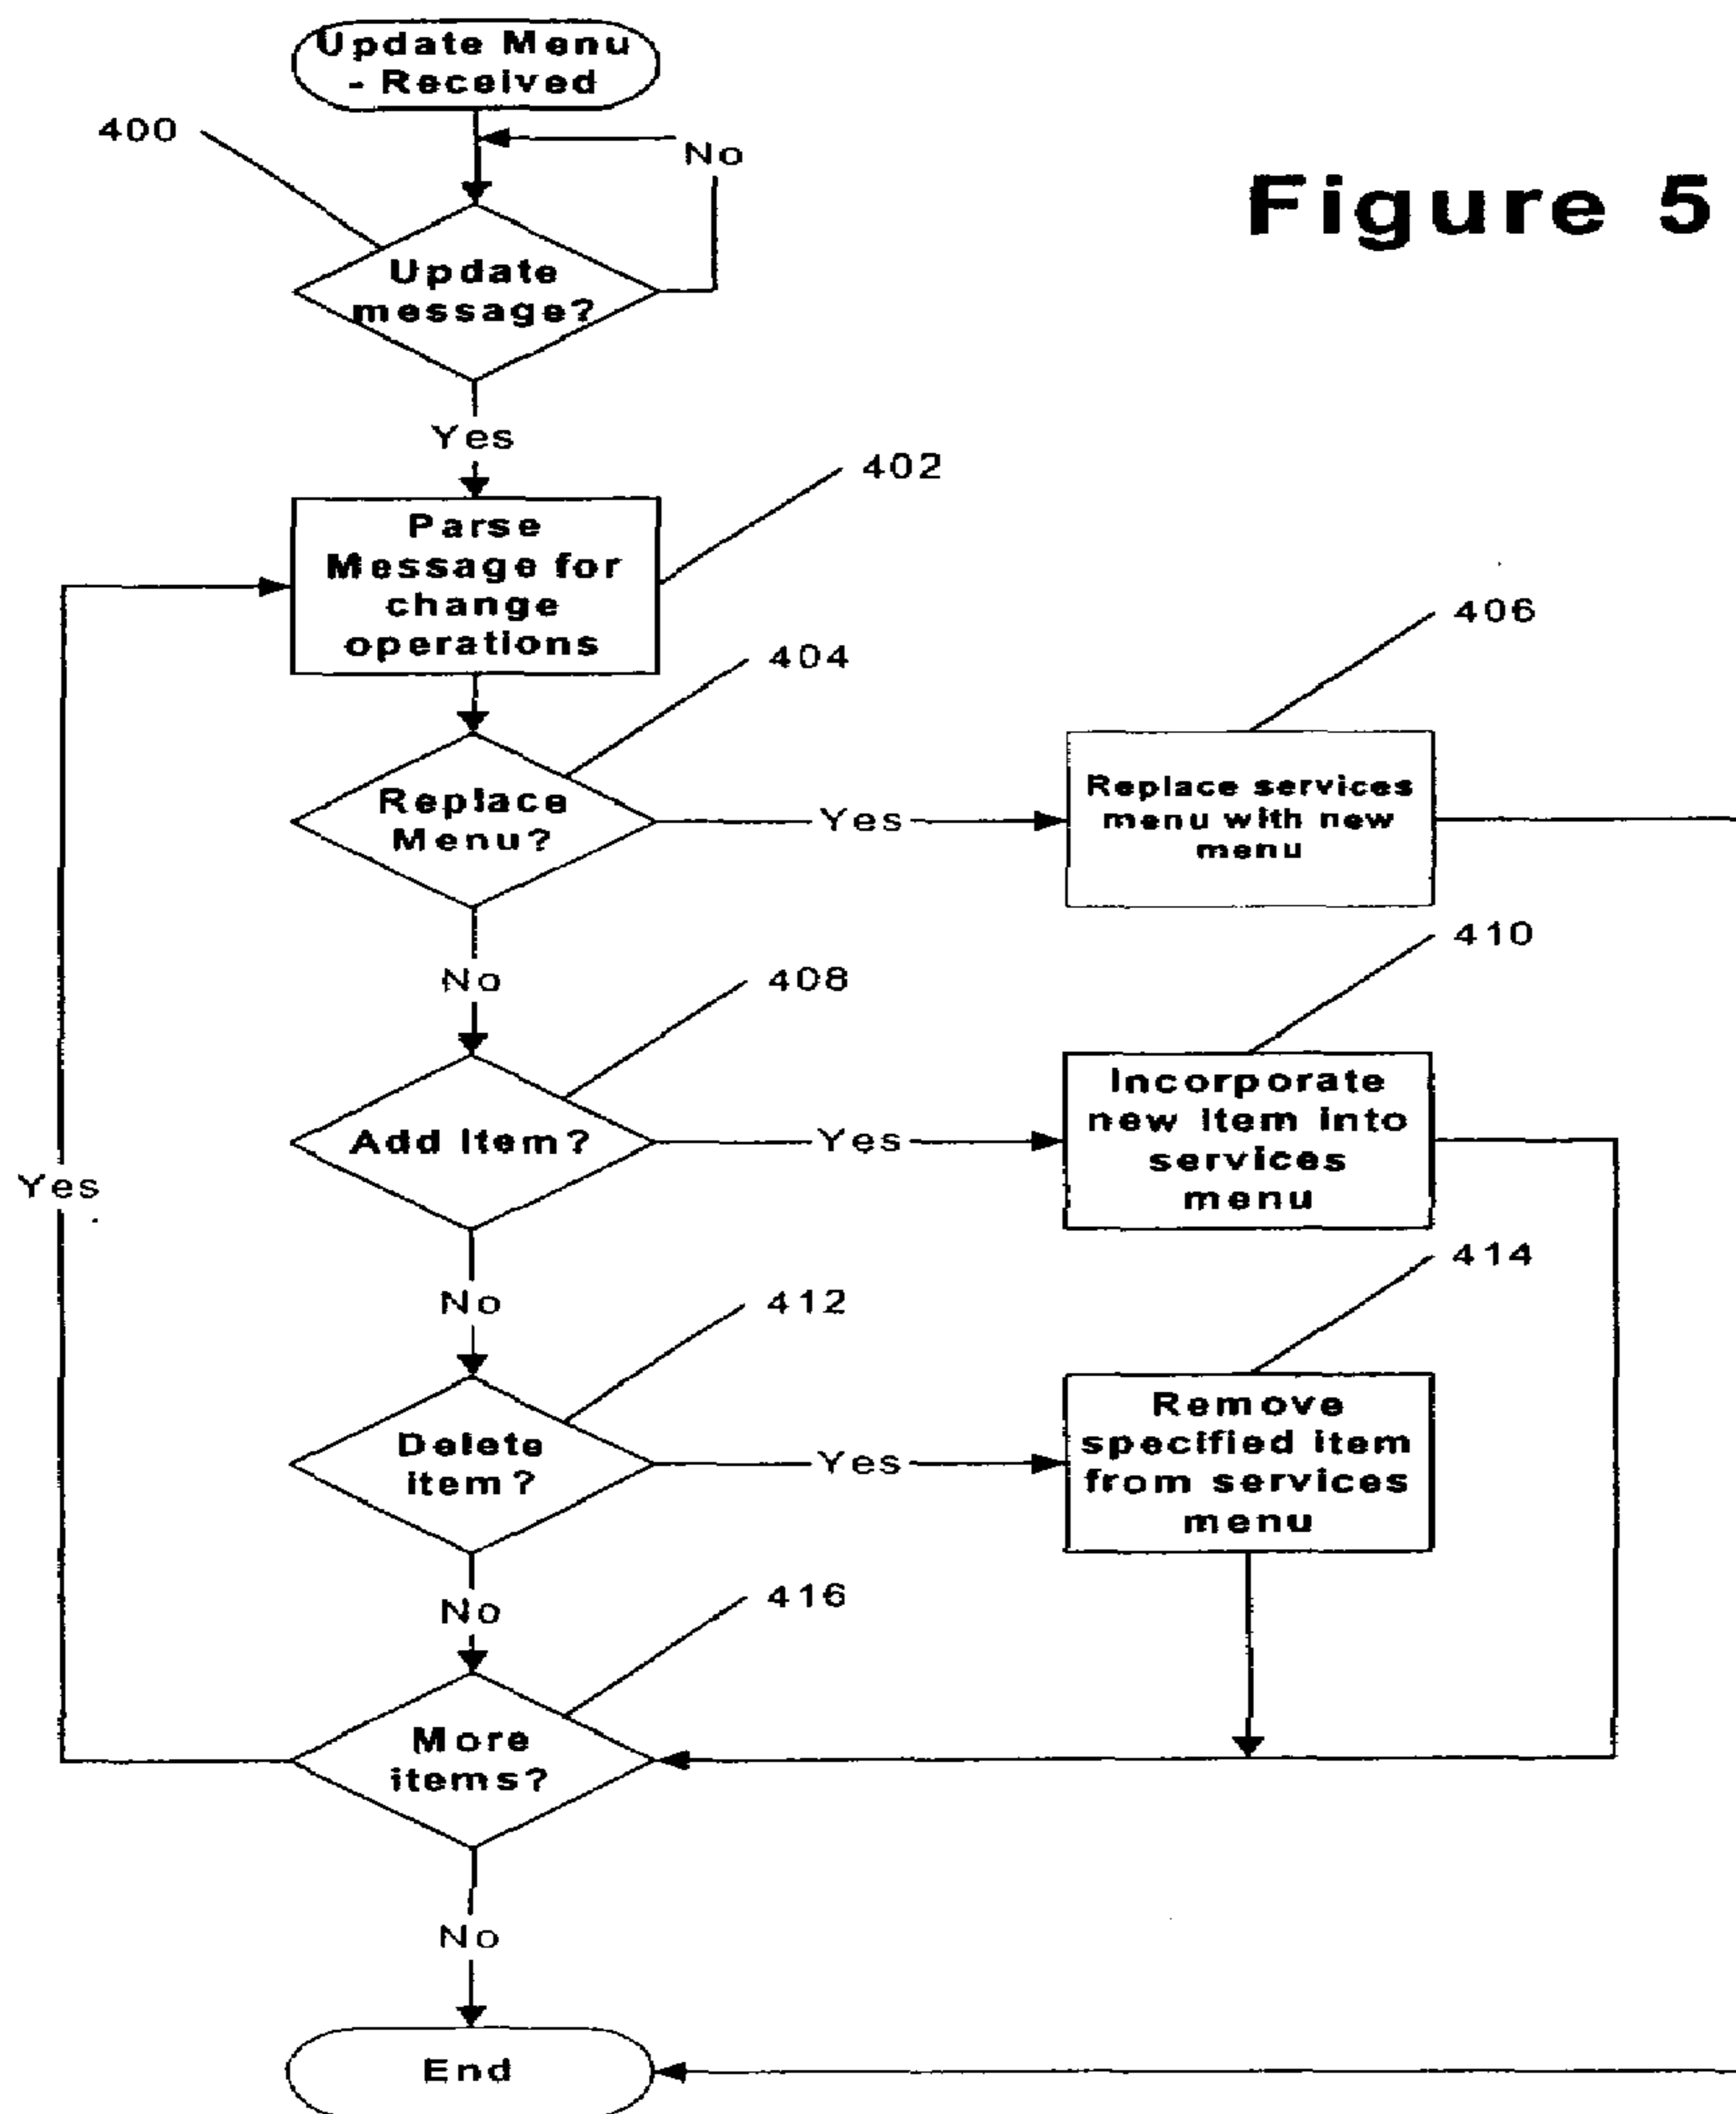 Update Menu
- Received
400
No
Figure 5
Update
message?
Yes
402
Parse
Message for
change
operations
404
406
Replace
Menu?
Yes
Replace services
menu with new
menu
410
No
408
Add Item?
Yes
Incorporate
new item into
services
menu
Yes
414
No
412
Delete
item?
Yes
Remove
specified item
from services
menu
No
416
More
items?
No
End